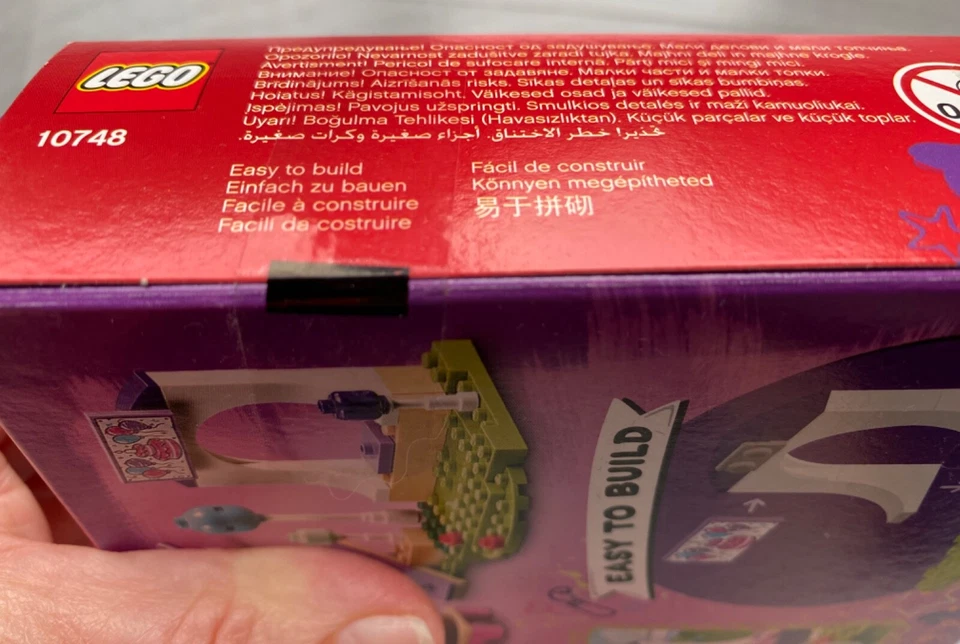 LEGO
10748
Предупредување! Опасност од задушување. Мали делови и мали топчиња.
Opozorilo! Nevarnost zadušitve zaradi tujka. Majhni deli in majhne krogle.
Avertisment! Pericol de sufocare internă. Părți mici și mingi mici.
Внимание! Опасност от задавяне. Малки частки и малки топки.
Brīdinājums! Aizrīšanās risks. Sīkas detaļas un sīkas bumbiņas.
Hoiatus! Kägistamisoht. Väikesed osad ja väikesed pallid.
Įspėjimas! Pavojus užspringti. Smulkios detalės ir maži kamuoliukai.
Uyarı! Boğulma Tehlikesi (Havasızlıktan). Küçük parçalar ve küçük toplar.
تحذير! خطر الاختناق. أجزاء صغيرة وكرات صغيرة.
Easy to build
Einfach zu bauen
Facile à construire
Facili da costruire
Fácil de construir
Könnyen megépítheted
易于拼砌
EASY TO BUILD